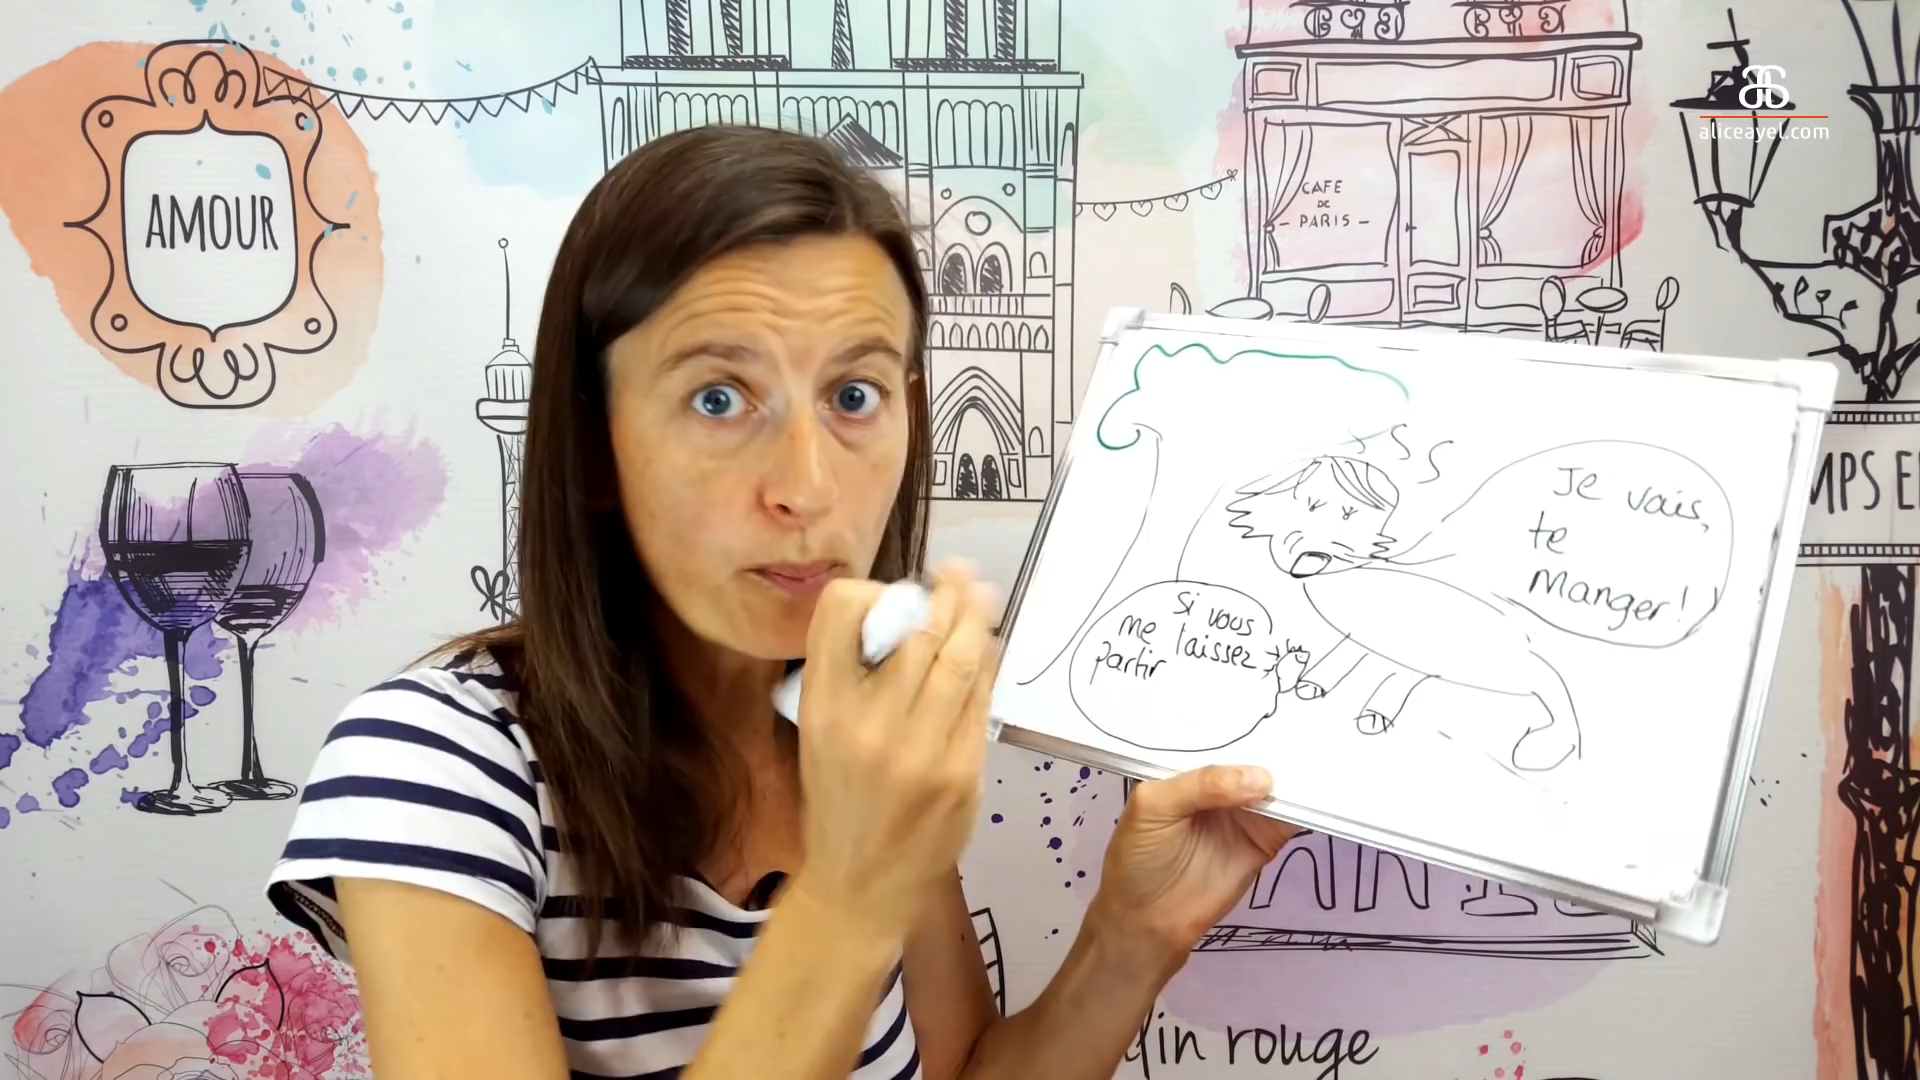 AMOUR
CAFE
DE
- PARIS -
aliceayel.com
Je vais,
te
manger!
si vous
me laissez
partir
MPS E
lin rouge